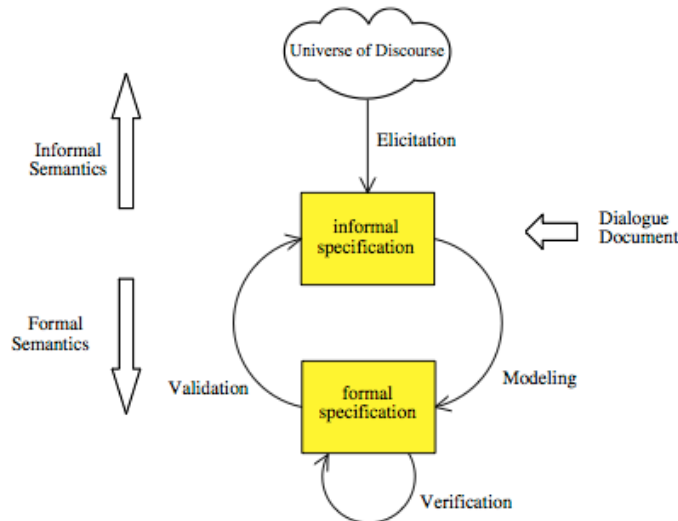 Universe of Discourse
Elicitation
Informal
Semantics
informal
specification
Dialogue
Document
Formal
Semantics
Validation
formal
specification
Modeling
Verification